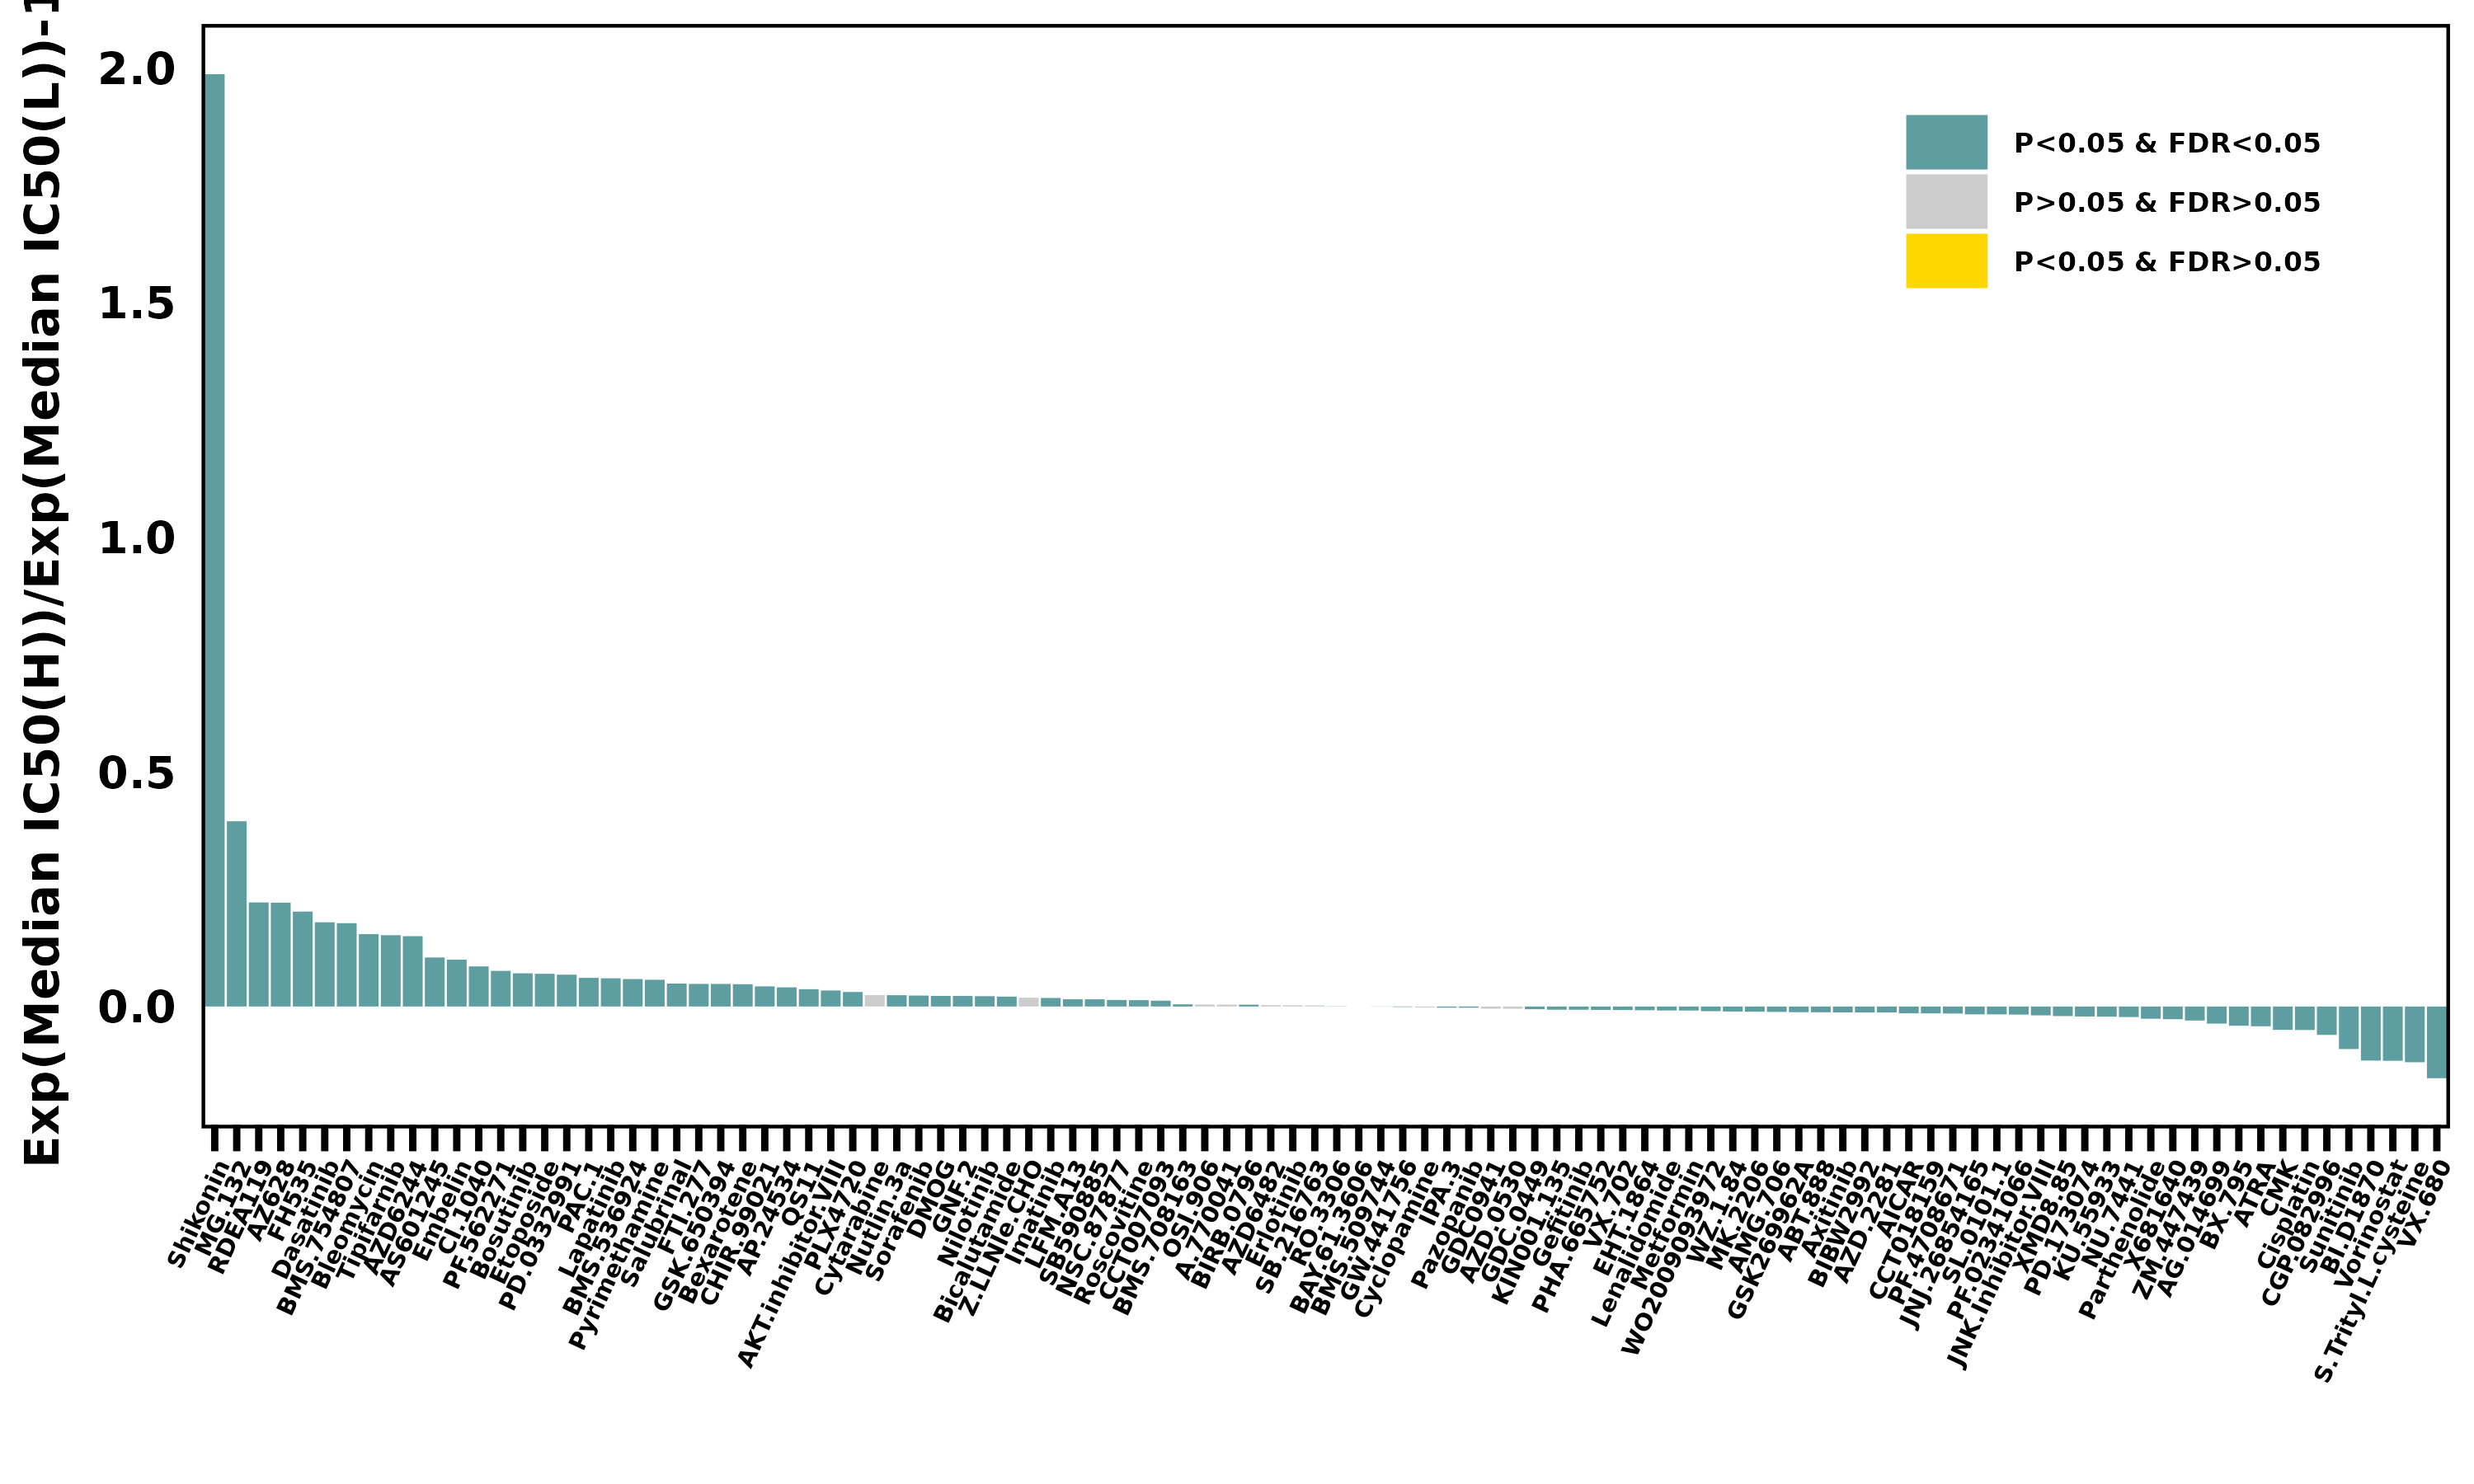 Exp(Median IC50(H))/Exp(Median IC50(L))-1
2.0
1.5
1.0
0.5
0.0
P<0.05 & FDR<0.05
P>0.05 & FDR>0.05
P<0.05 & FDR>0.05
Shikonin
MG.132
RDEA119
AZ628
FH535
Dasatinib
BMS.754807
Bleomycin
Tipifarnib
AZD6244
AS601245
Embelin
CI.1040
PF.562271
Bosutinib
Etoposide
PD.0332991
PAC.1
Lapatinib
BMS.536924
Pyrimethamine
Salubrinal
FTI.277
GSK.650394
Bexarotene
CHIR.99021
AP.24534
QS11
AKT.inhibitor.VIII
PLX4720
Cytarabine
Nutlin.3a
Sorafenib
DMOG
GNF.2
Nilotinib
Bicalutamide
Z.LLNle.CHO
Imatinib
LFM.A13
SB590885
NSC.87877
Roscovitine
CCT007093
BMS.708163
OSI.906
A.770041
BIRB.0796
AZD6482
Erlotinib
SB.216763
RO.3306
BAY.61.3606
BMS.509744
GW.441756
Cyclopamine
IPA.3
Pazopanib
GDC0941
AZD.0530
GDC.0449
KIN001.135
Gefitinib
PHA.665752
VX.702
EHT.1864
Lenalidomide
Metformin
WO2009093972
WZ.1.84
MK.2206
AMG.706
GSK269962A
ABT.888
Axitinib
BIBW2992
AZD.2281
AICAR
CCT018159
PF.4708671
JNJ.26854165
SL.0101.1
PF.02341066
JNK.Inhibitor.VIII
XMD8.85
PD.173074
KU.55933
NU.7441
Parthenolide
X681640
ZM.447439
AG.014699
BX.795
ATRA
CMK
Cisplatin
CGP.082996
Sunitinib
BI.D1870
Vorinostat
S.Trityl.L.cysteine
VX.680